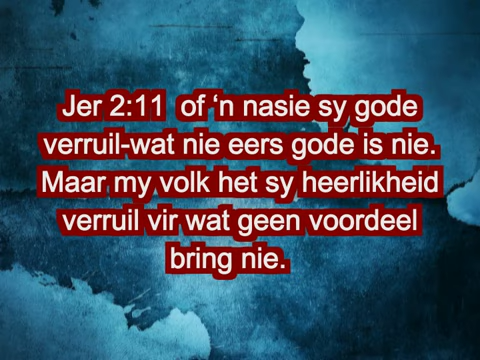 Jer 2:11  of ‘n nasie sy gode
verruil-wat nie eers gode is nie.
Maar my volk het sy heerlikheid
verruil vir wat geen voordeel
bring nie.